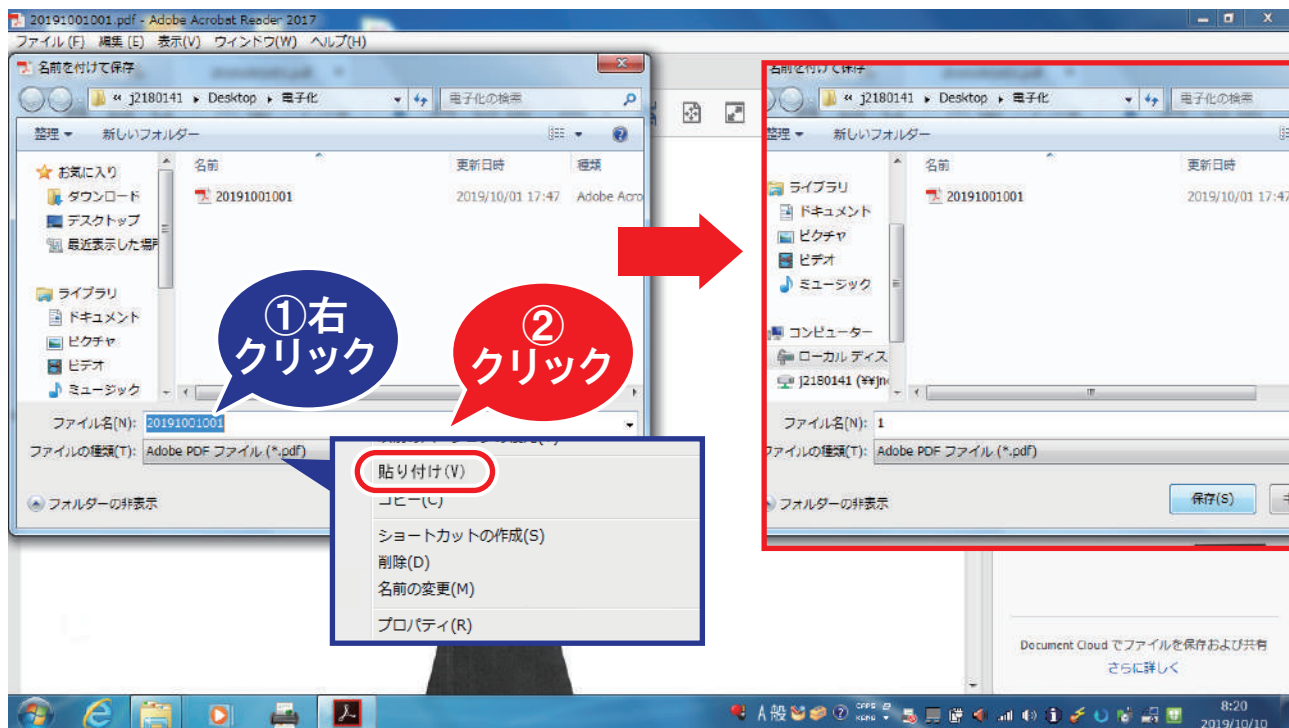 20191001001.pdf - Adobe Acrobat Reader 2017
ファイル(F) 編集(E) 表示(V) ウィンドウ(W) ヘルプ(H)
名前を付けて保存
« j2180141 ▸ Desktop ▸ 電子化
電子化の検索
整理 ▼ 新しいフォルダー
名前 更新日時 種類
お気に入り
ダウンロード
デスクトップ
最近表示した場所
20191001001 2019/10/01 17:47 Adobe Acro
ライブラリ
ドキュメント
ピクチャ
ビデオ
ミュージック
ファイル名(N): 20191001001
ファイルの種類(T): Adobe PDF ファイル (*.pdf)
フォルダーの非表示
①右
クリック
②
クリック
貼り付け(V)
コピー(C)
ショートカットの作成(S)
削除(D)
名前の変更(M)
プロパティ(R)
名前を付けて保存
« j2180141 ▸ Desktop ▸ 電子化
電子化の検索
整理 ▼ 新しいフォルダー
名前 更新日時
20191001001 2019/10/01 17:47
ライブラリ
ドキュメント
ピクチャ
ビデオ
ミュージック
コンピューター
ローカル ディス
j2180141 (¥¥jn
ファイル名(N): 1
ファイルの種類(T): Adobe PDF ファイル (*.pdf)
フォルダーの非表示
保存(S)
Document Cloud でファイルを保存および共有
さらに詳しく
A 般
CAPS
KANA
8:20
2019/10/10